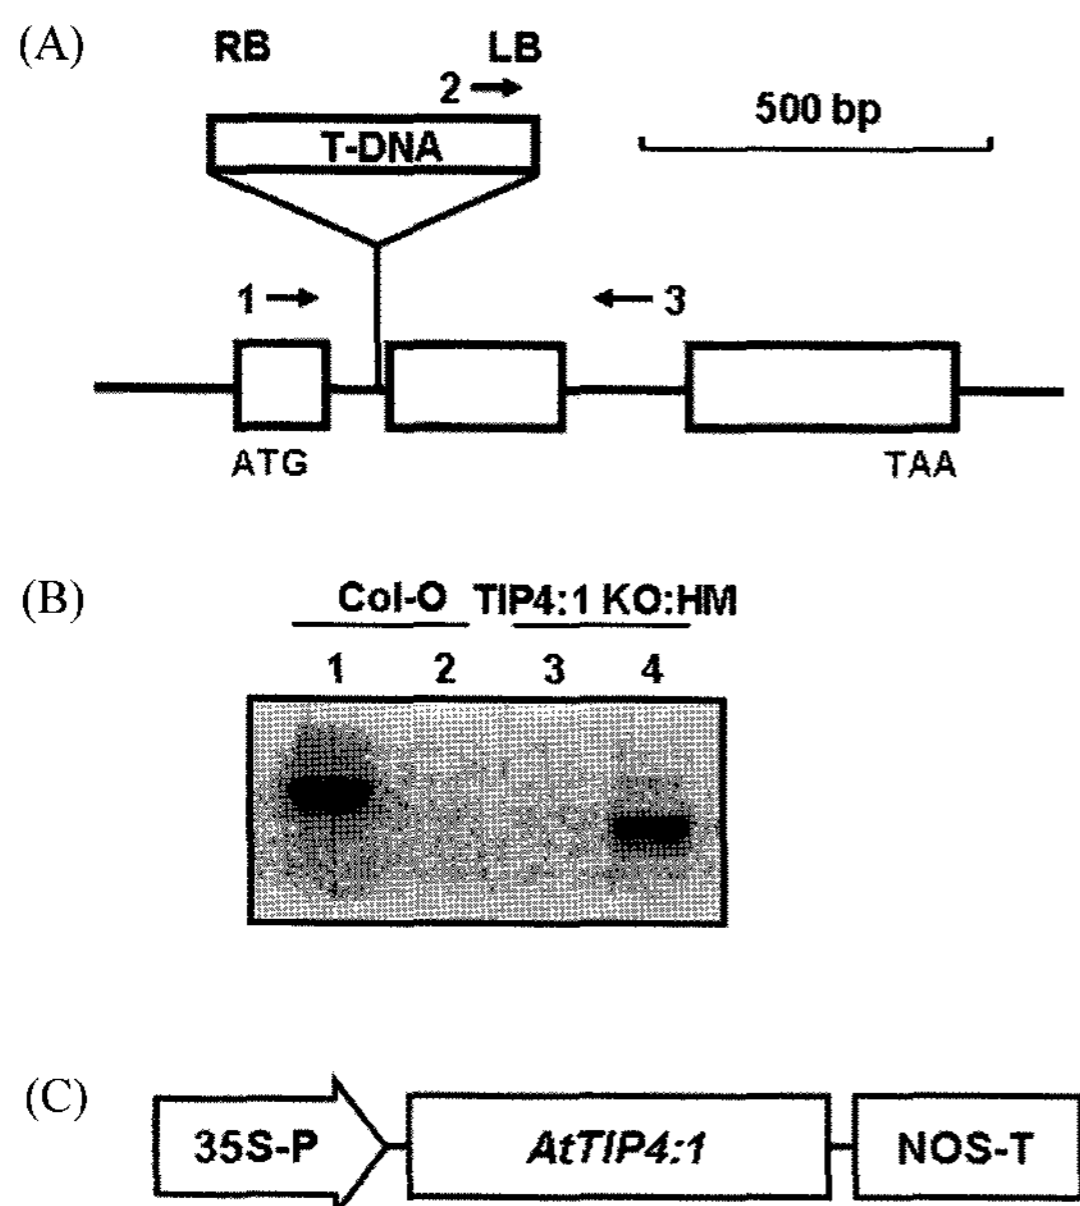 (A)
RB LB
2
500 bp
T-DNA
1 3
ATG TAA
(B)
Col-O TIP4:1 KO:HM
1 2 3 4
(C)
35S-P AtTIP4:1 NOS-T